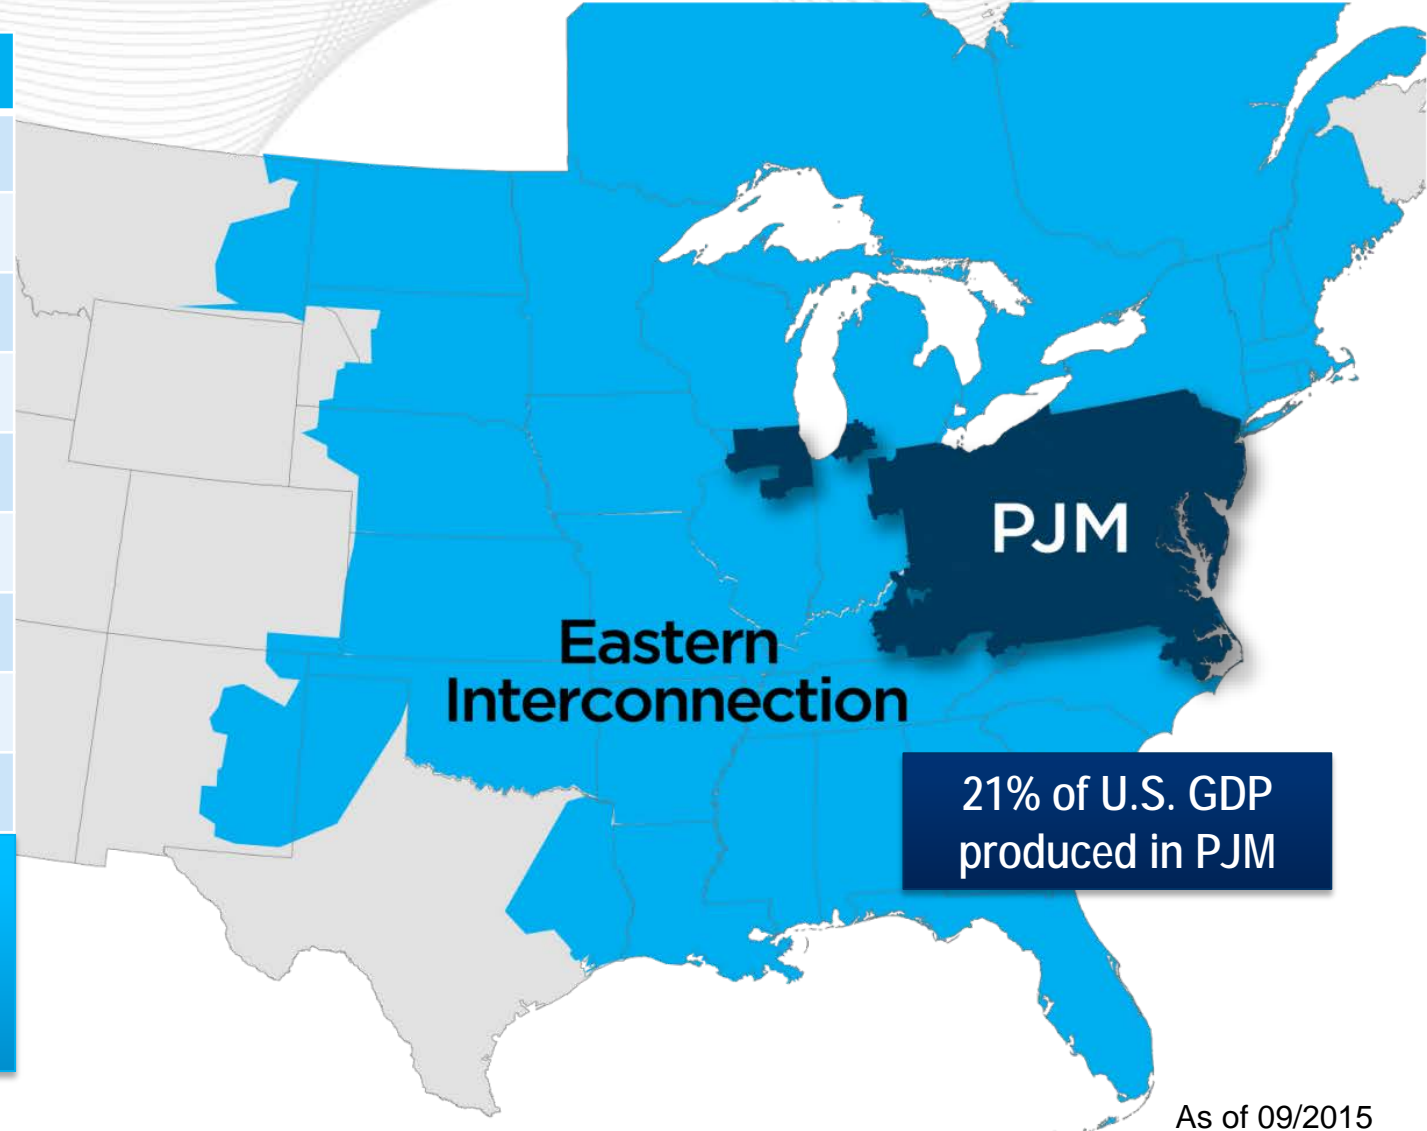 PJM
Eastern
Interconnection
21% of U.S. GDP
produced in PJM
As of 09/2015